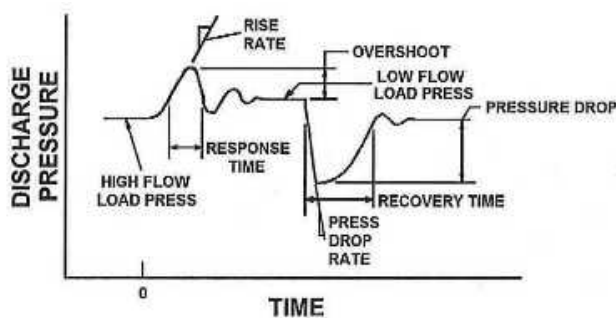 RISE
RATE
OVERSHOOT
LOW FLOW
LOAD PRESS
PRESSURE DROP
DISCHARGE
PRESSURE
RESPONSE
TIME
HIGH FLOW
LOAD PRESS
RECOVERY TIME
PRESS
DROP
RATE
0
TIME